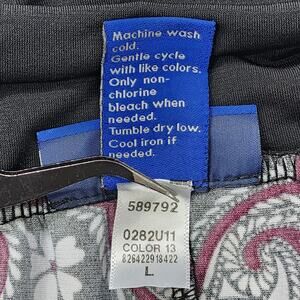 Machine wash
cold.
Gentle cycle
with like colors.
Only non-
chlorine
bleach when
needed.
Tumble dry low.
Cool iron if
needed.
589792
0282U11
COLOR 13
826422918422
L